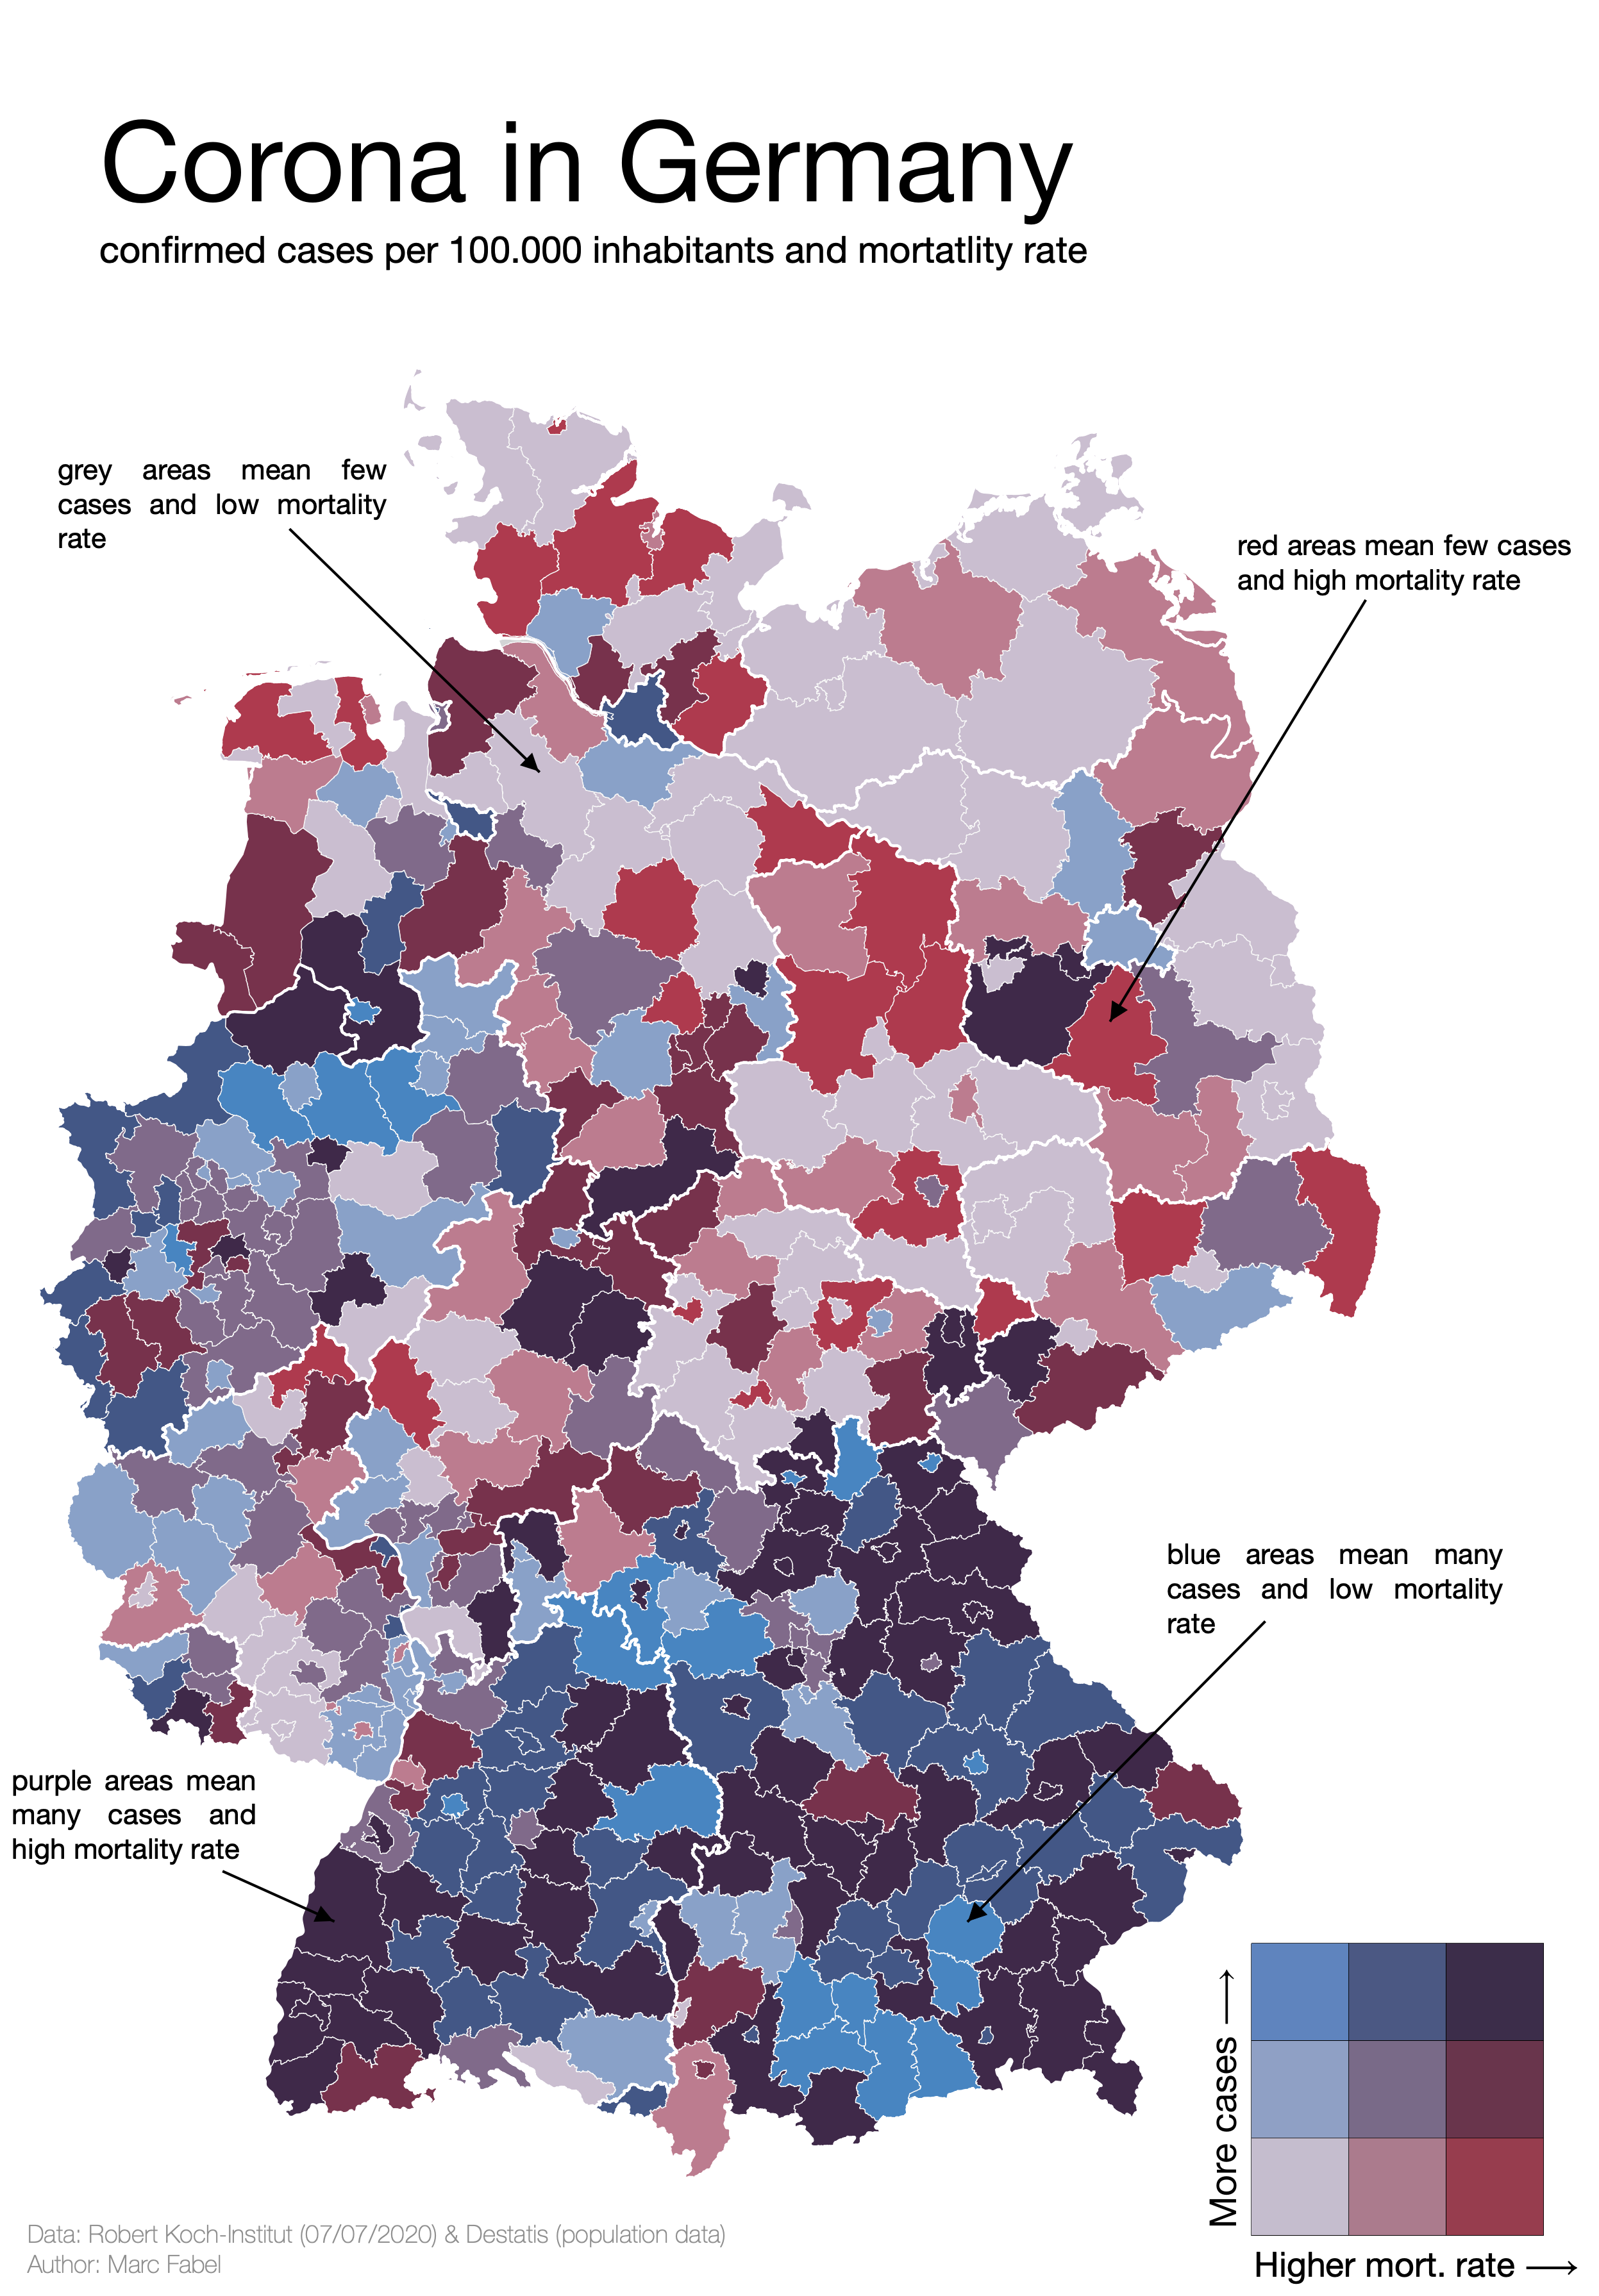 Corona in Germany
confirmed cases per 100.000 inhabitants and mortatlity rate
grey areas mean few
cases and low mortality
rate
red areas mean few cases
and high mortality rate
blue areas mean many
cases and low mortality
rate
purple areas mean
many cases and
high mortality rate
More cases
Higher mort. rate
Data: Robert Koch-Institut (07/07/2020) & Destatis (population data)
Author: Marc Fabel